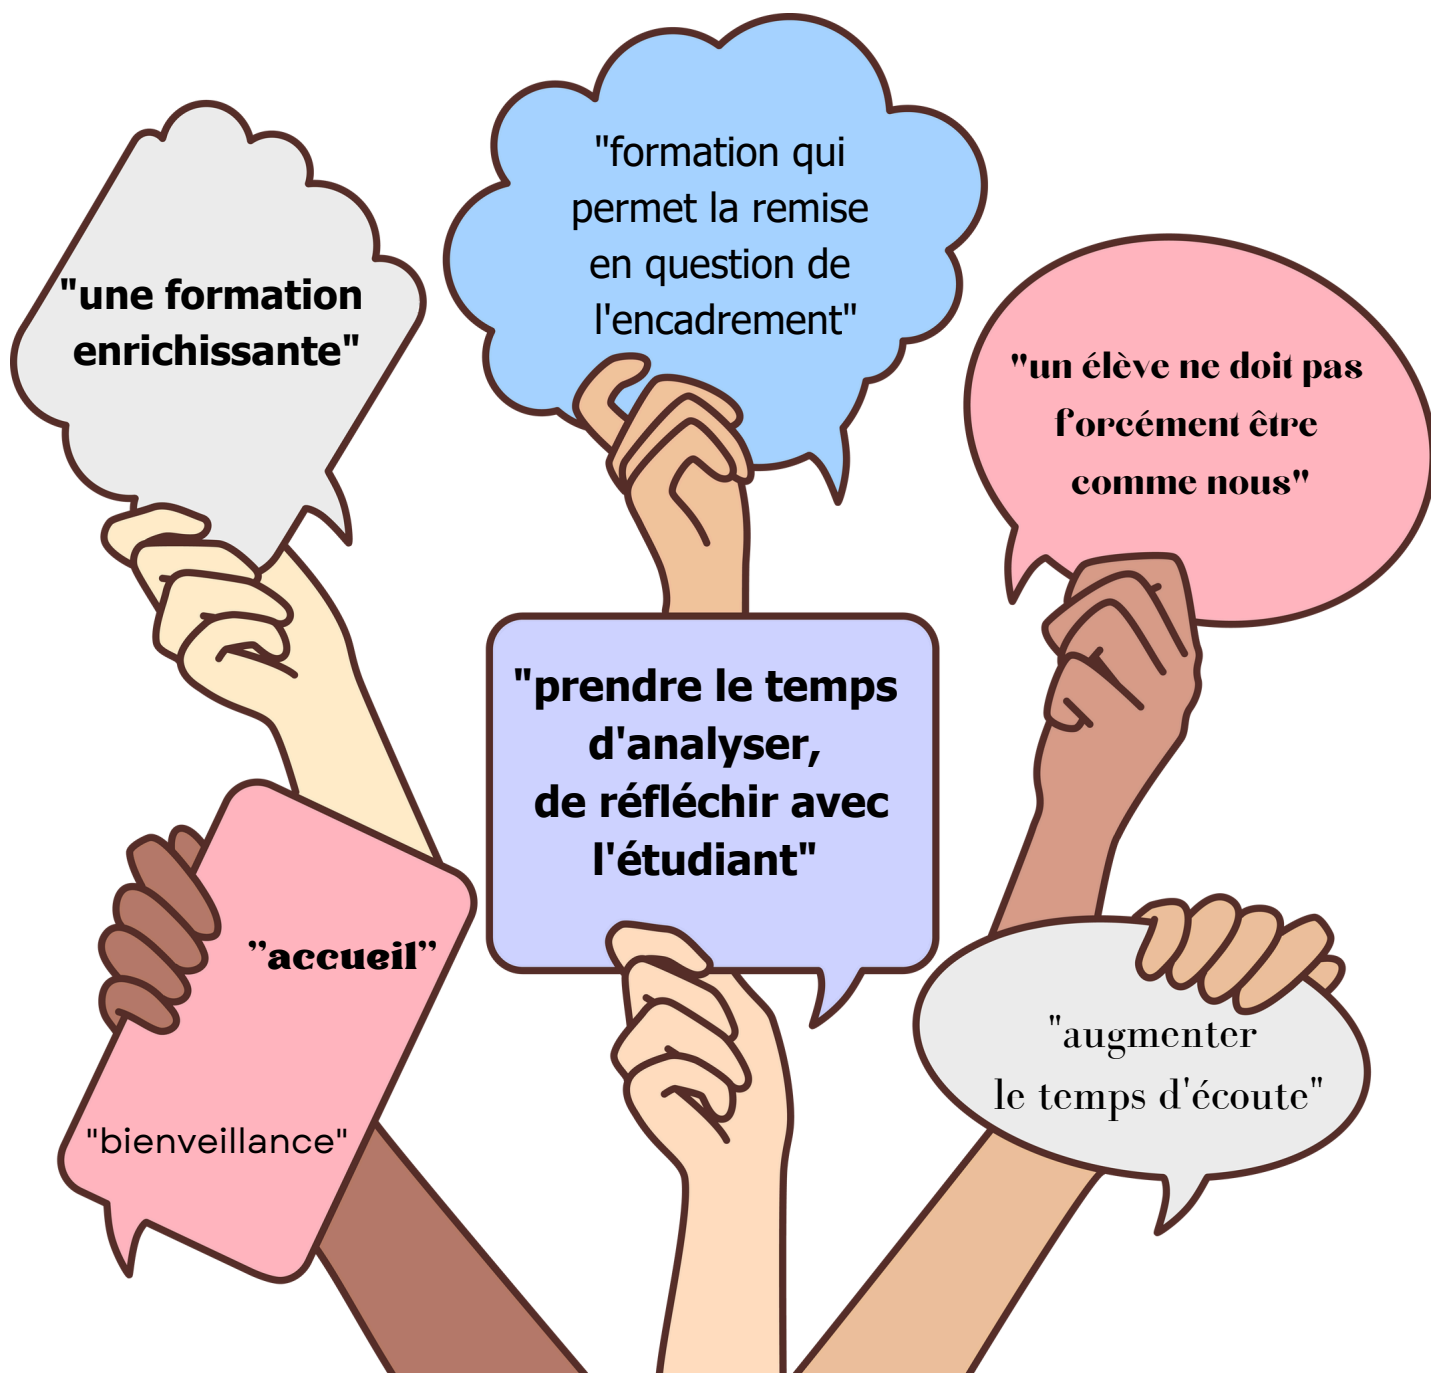 "une formation
enrichissante"
"formation qui
permet la remise
en question de
l'encadrement"
"un élève ne doit pas
forcément être
comme nous"
"prendre le temps
d'analyser,
de réfléchir avec
l'étudiant"
"accueil"
"bienveillance"
"augmenter
le temps d'écoute"